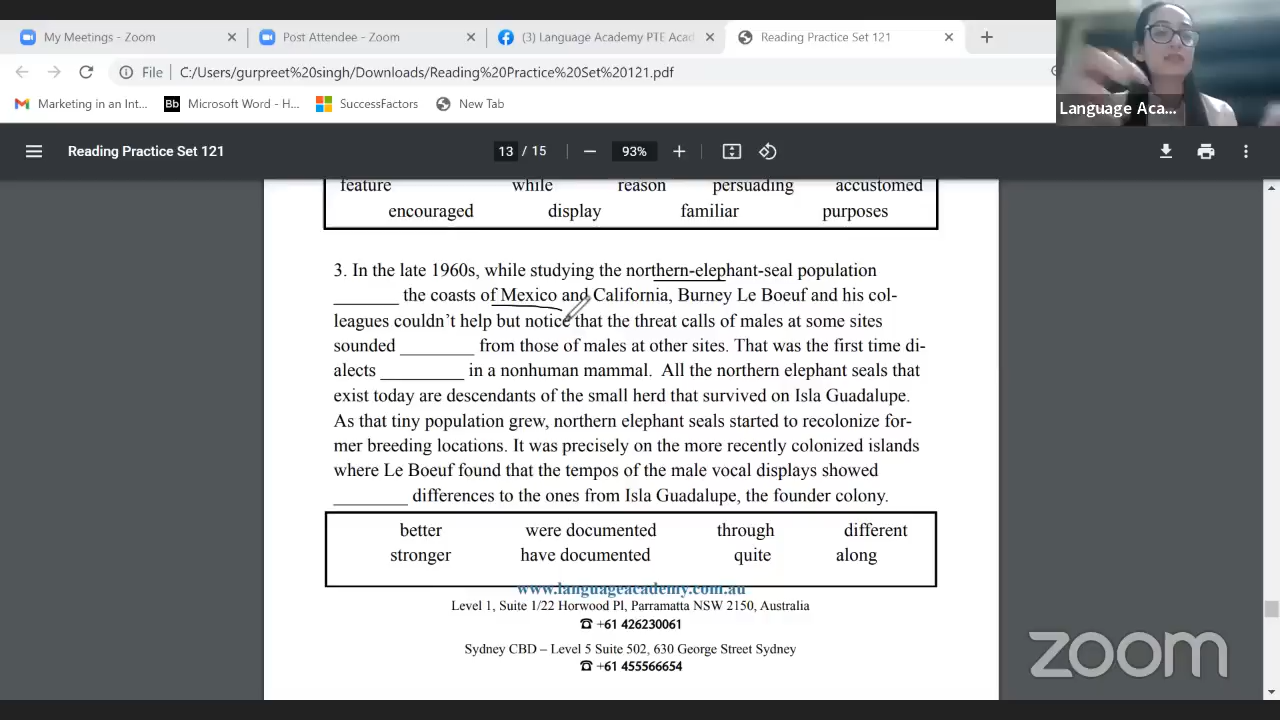 My Meetings - Zoom
Post Attendee - Zoom
(3) Language Academy PTE Acad
Reading Practice Set 121
File
C:/Users/gurpreet%20singh/Downloads/Reading%20Practice%20Set%20121.pdf
Marketing in an Int...
Bb Microsoft Word - H...
SuccessFactors
New Tab
Language Aca...
Reading Practice Set 121
13 / 15
93%
feature while reason persuading accustomed
encouraged display familiar purposes
3. In the late 1960s, while studying the northern-elephant-seal population
_______ the coasts of Mexico and California, Burney Le Boeuf and his col-
leagues couldn't help but notice that the threat calls of males at some sites
sounded ________ from those of males at other sites. That was the first time di-
alects _________ in a nonhuman mammal. All the northern elephant seals that
exist today are descendants of the small herd that survived on Isla Guadalupe.
As that tiny population grew, northern elephant seals started to recolonize for-
mer breeding locations. It was precisely on the more recently colonized islands
where Le Boeuf found that the tempos of the male vocal displays showed
________ differences to the ones from Isla Guadalupe, the founder colony.
better were documented through different
stronger have documented quite along
www.languageacademy.com.au
Level 1, Suite 1/22 Horwood Pl, Parramatta NSW 2150, Australia
☎ +61 426230061
Sydney CBD – Level 5 Suite 502, 630 George Street Sydney
☎ +61 455566654
zoom